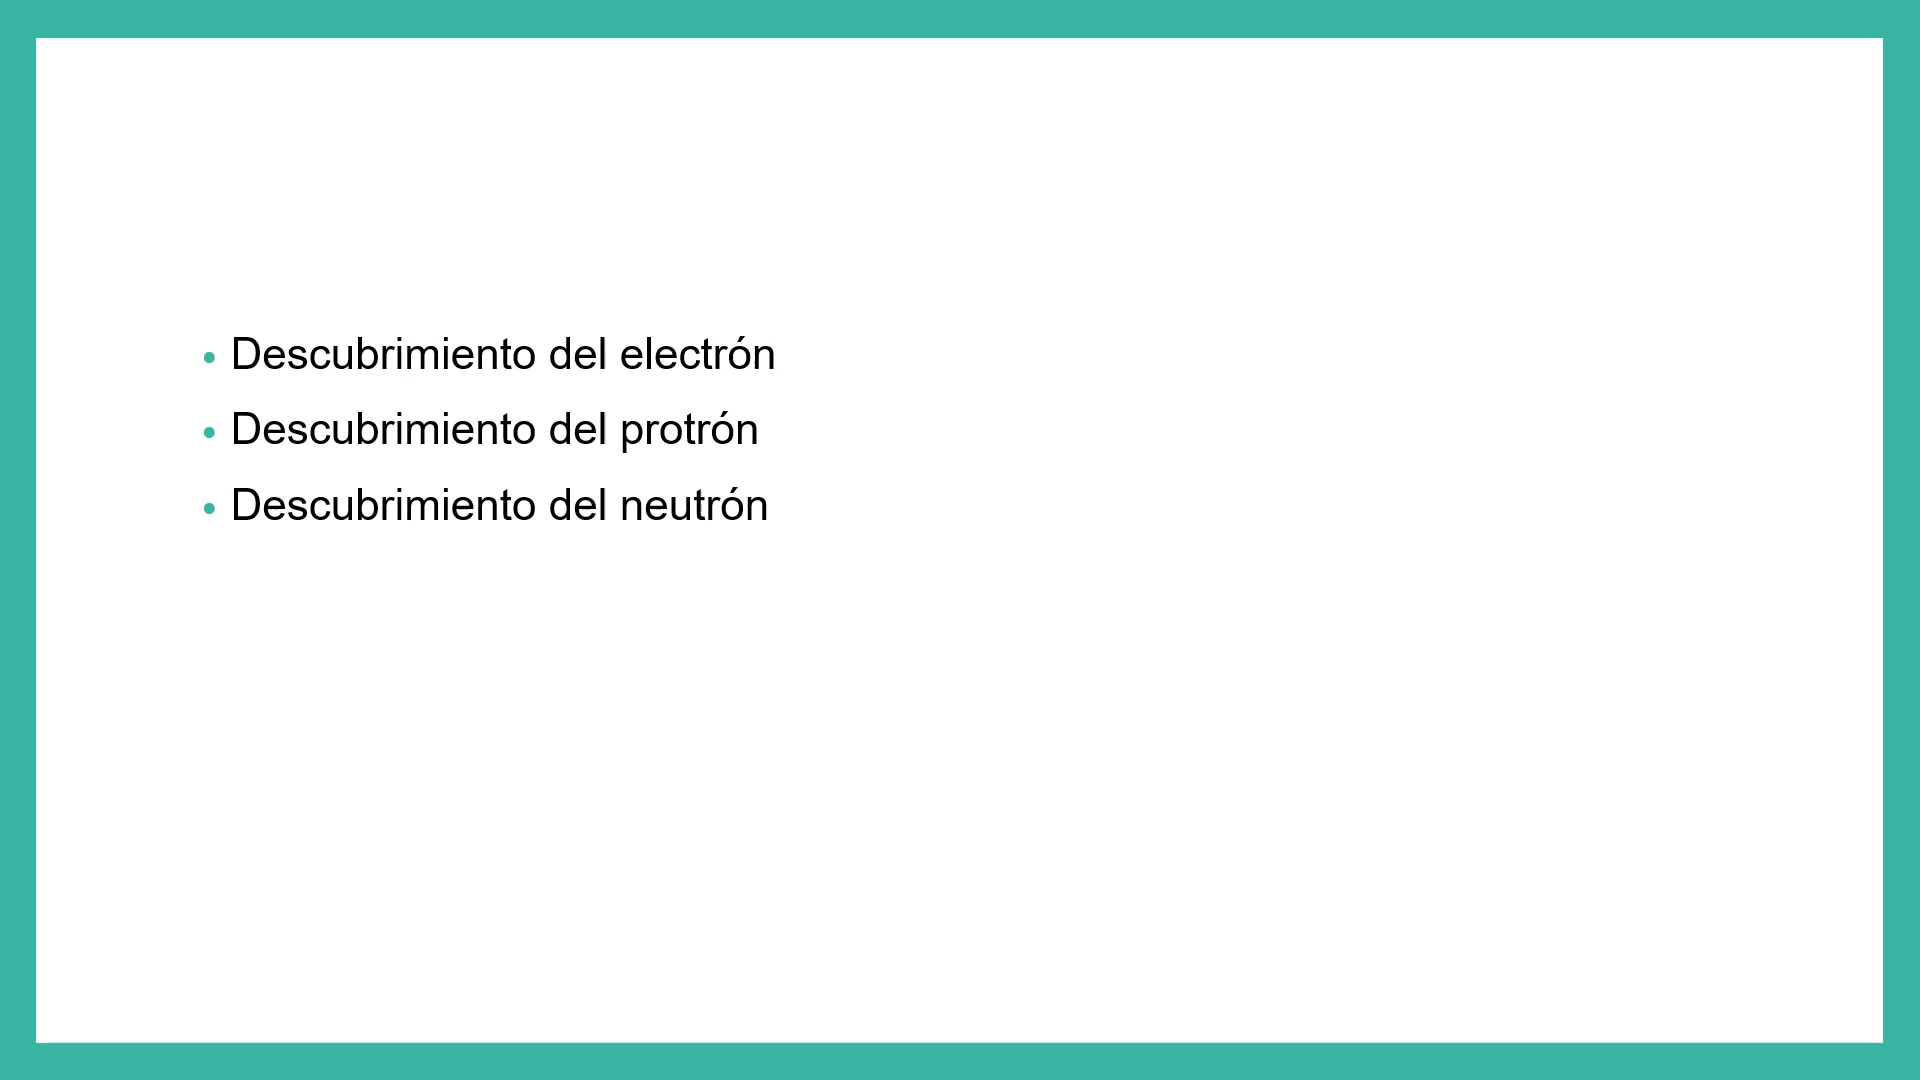 • Descubrimiento del electrón
• Descubrimiento del protrón
• Descubrimiento del neutrón